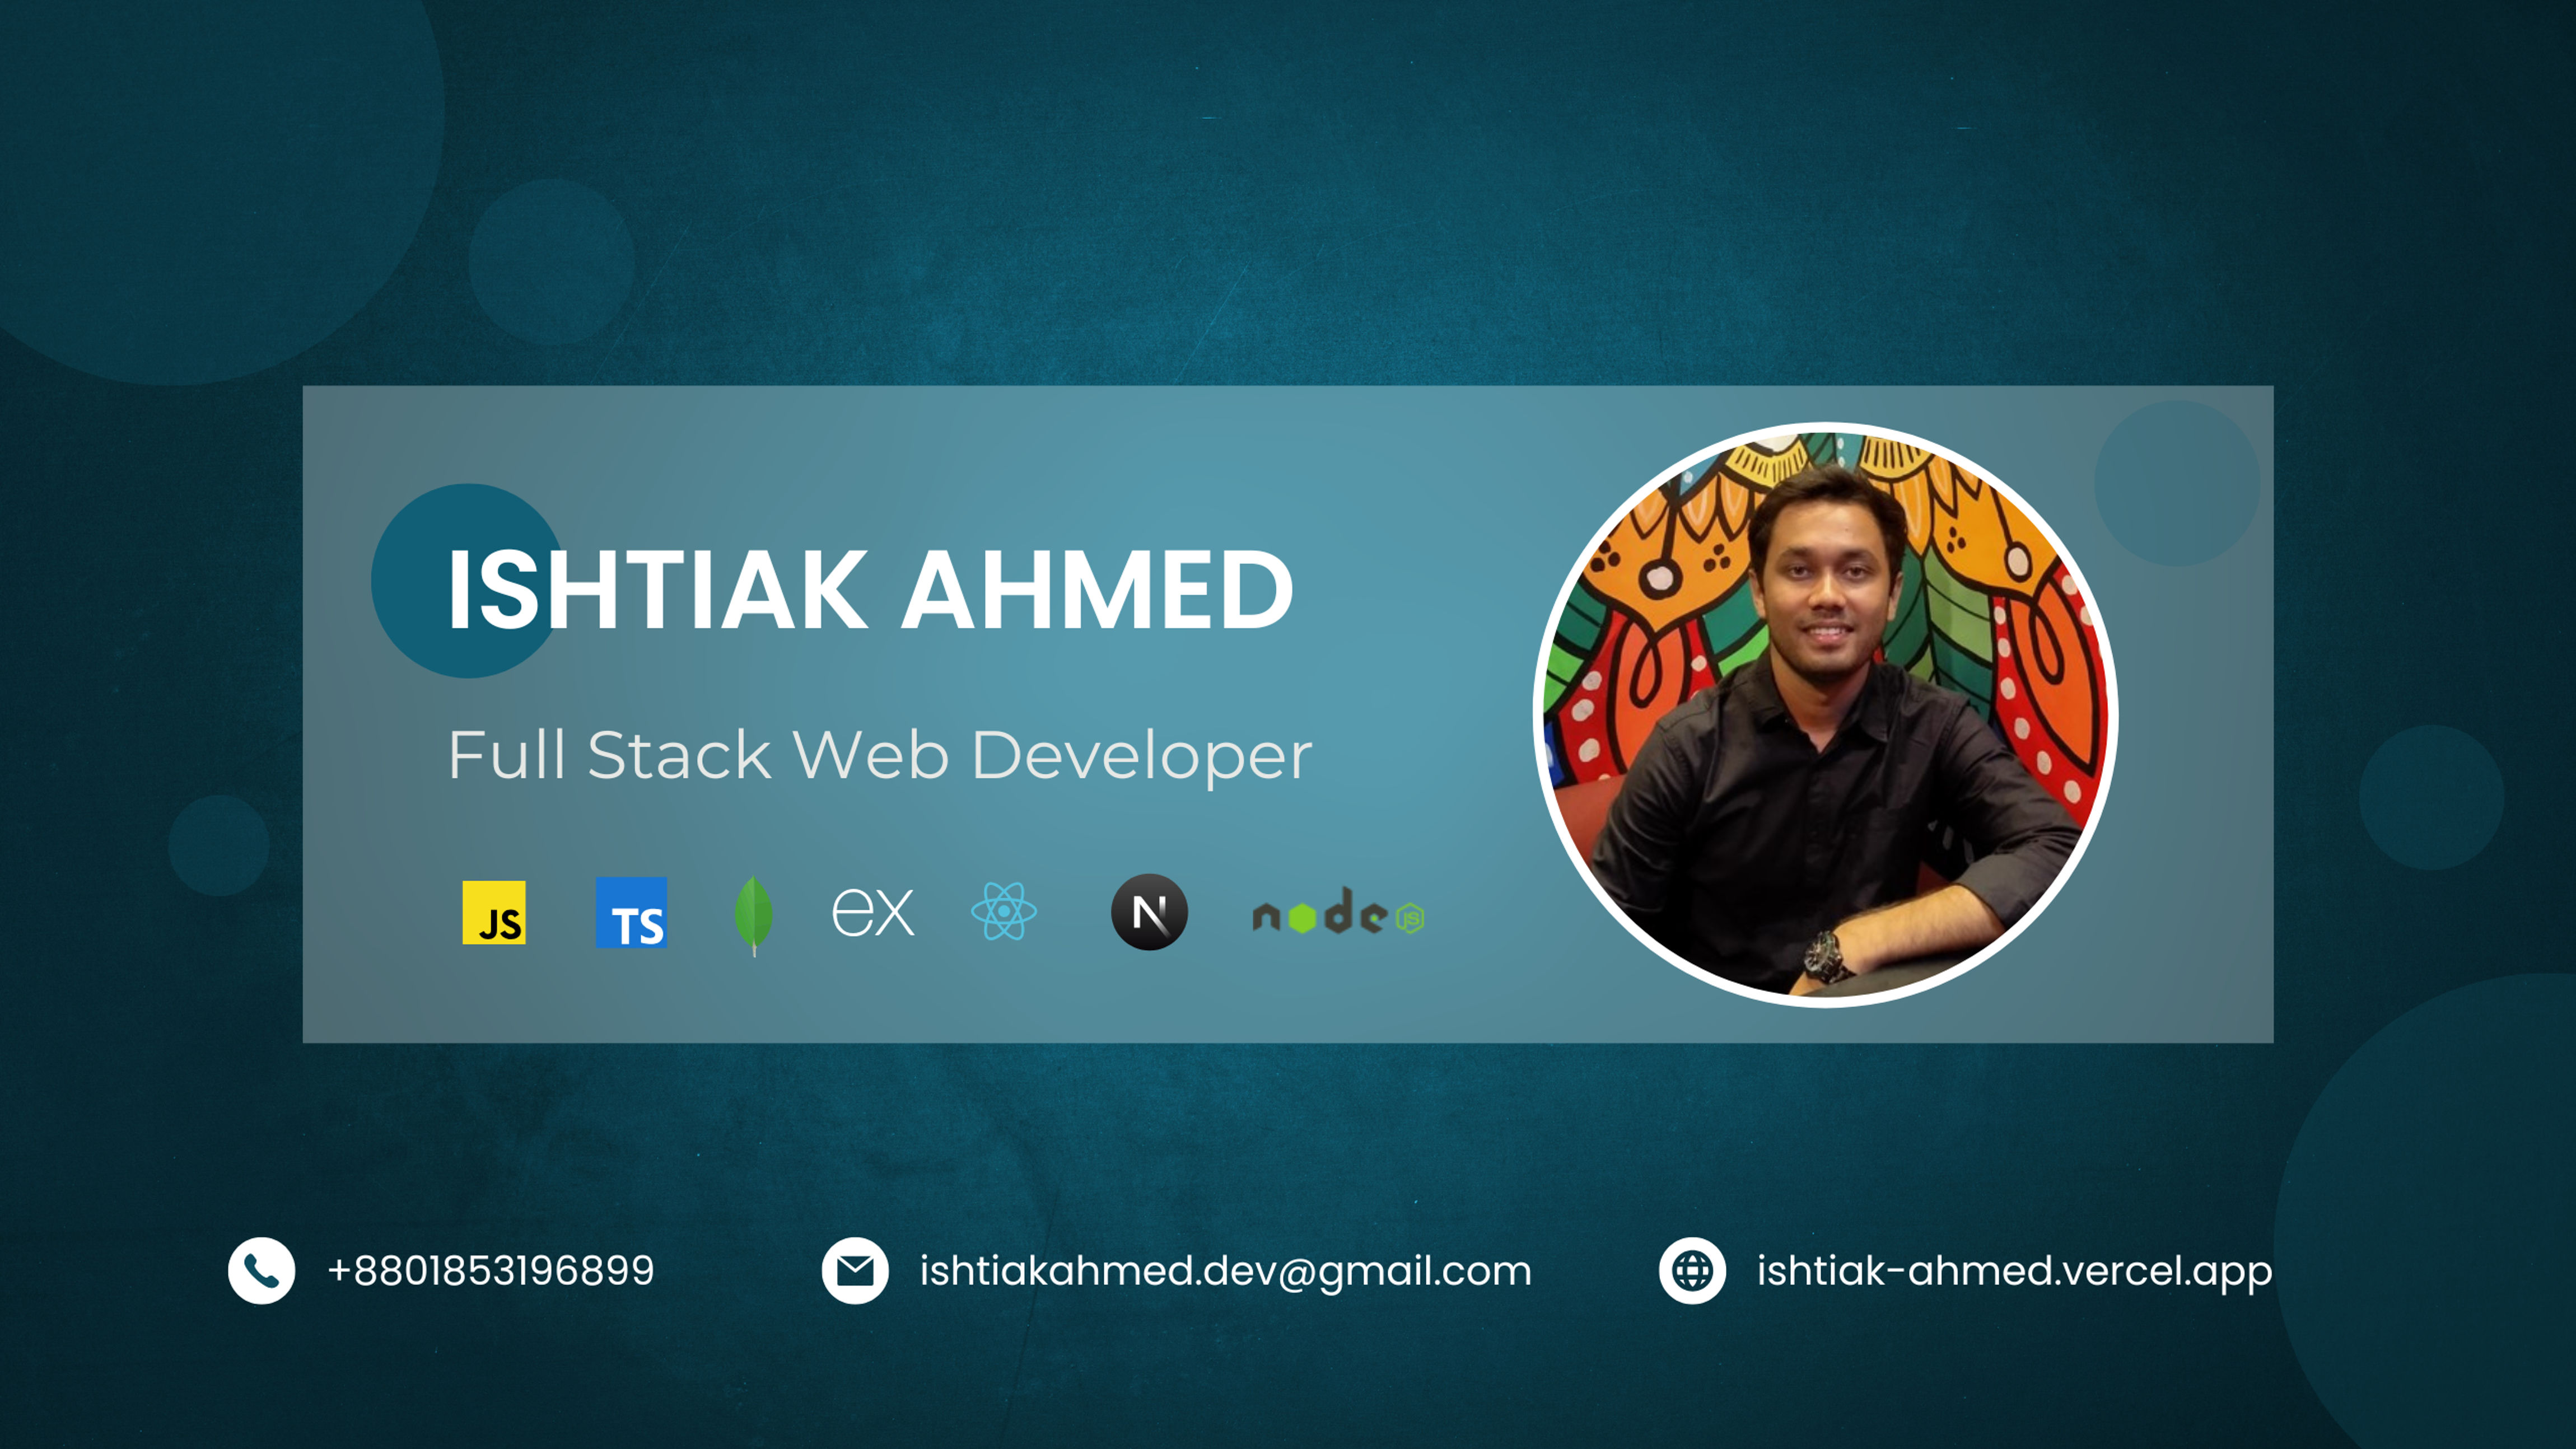 ISHTIAK AHMED
Full Stack Web Developer
JS TS ex N node JS
+8801853196899 ishtiakahmed.dev@gmail.com ishtiak-ahmed.vercel.app